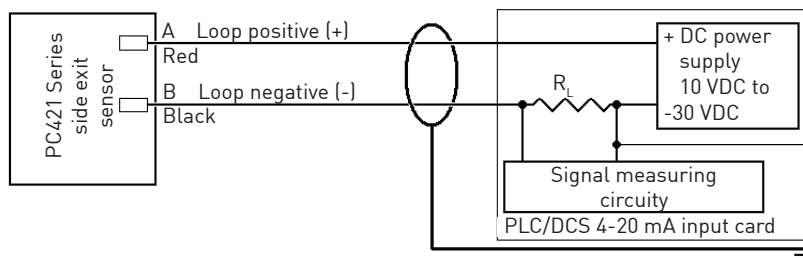 PC421 Series
side exit
sensor
A Loop positive (+)
Red
B Loop negative (-)
Black
R_L
+ DC power
supply
10 VDC to
-30 VDC
Signal measuring
circuity
PLC/DCS 4-20 mA input card